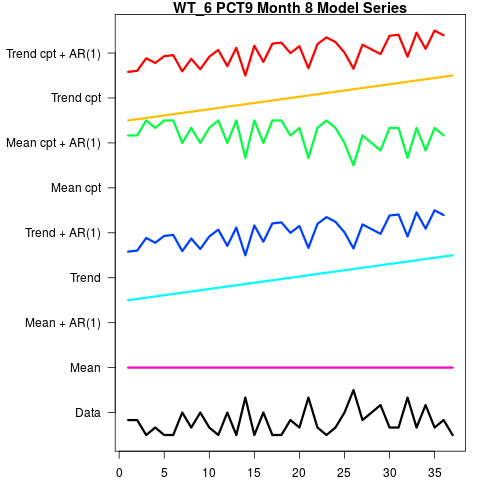 WT_6 PCT9 Month 8 Model Series
Trend cpt + AR(1)
Trend cpt
Mean cpt + AR(1)
Mean cpt
Trend + AR(1)
Trend
Mean + AR(1)
Mean
Data
0 5 10 15 20 25 30 35